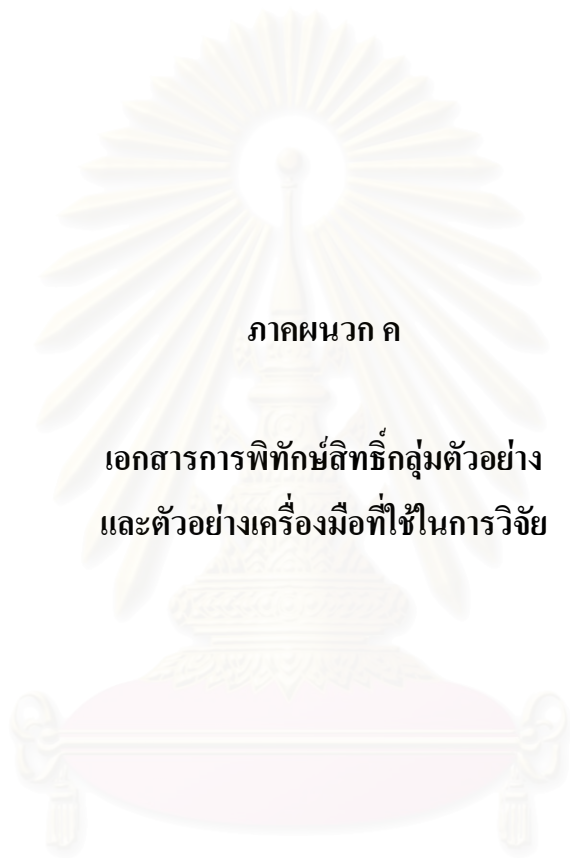 ภาคผนวก ค
เอกสารการพิทักษ์สิทธิ์กลุ่มตัวอย่าง
และตัวอย่างเครื่องมือที่ใช้ในการวิจัย